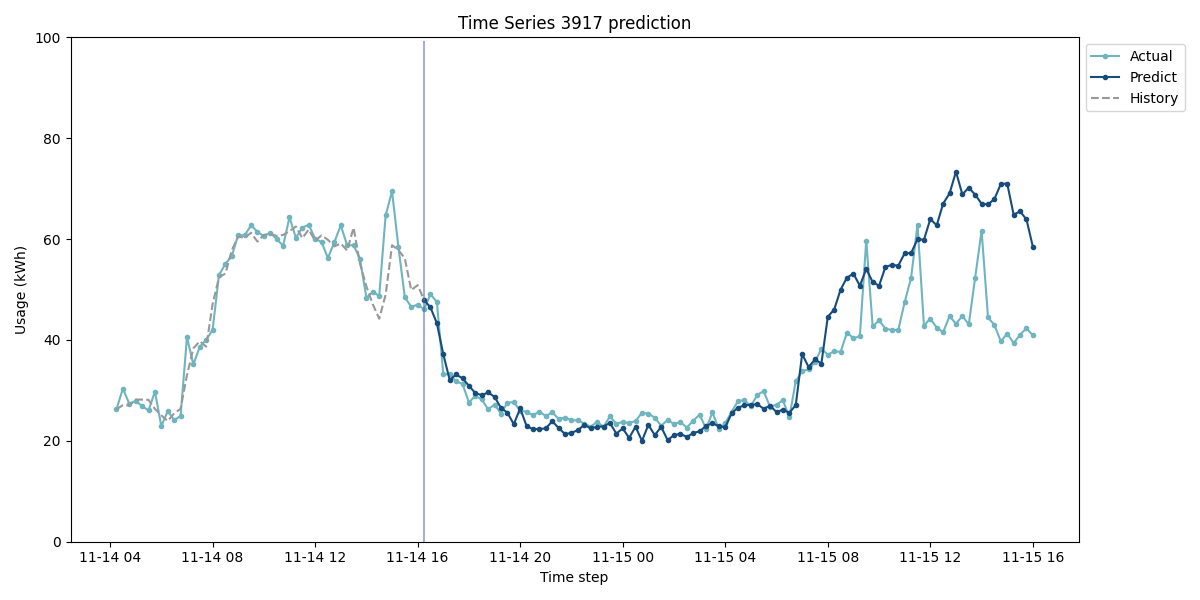 Time Series 3917 prediction
100
80
60
40
20
0
Usage (kWh)
11-14 04
11-14 08
11-14 12
11-14 16
11-14 20
11-15 00
11-15 04
11-15 08
11-15 12
11-15 16
Time step
Actual
Predict
History